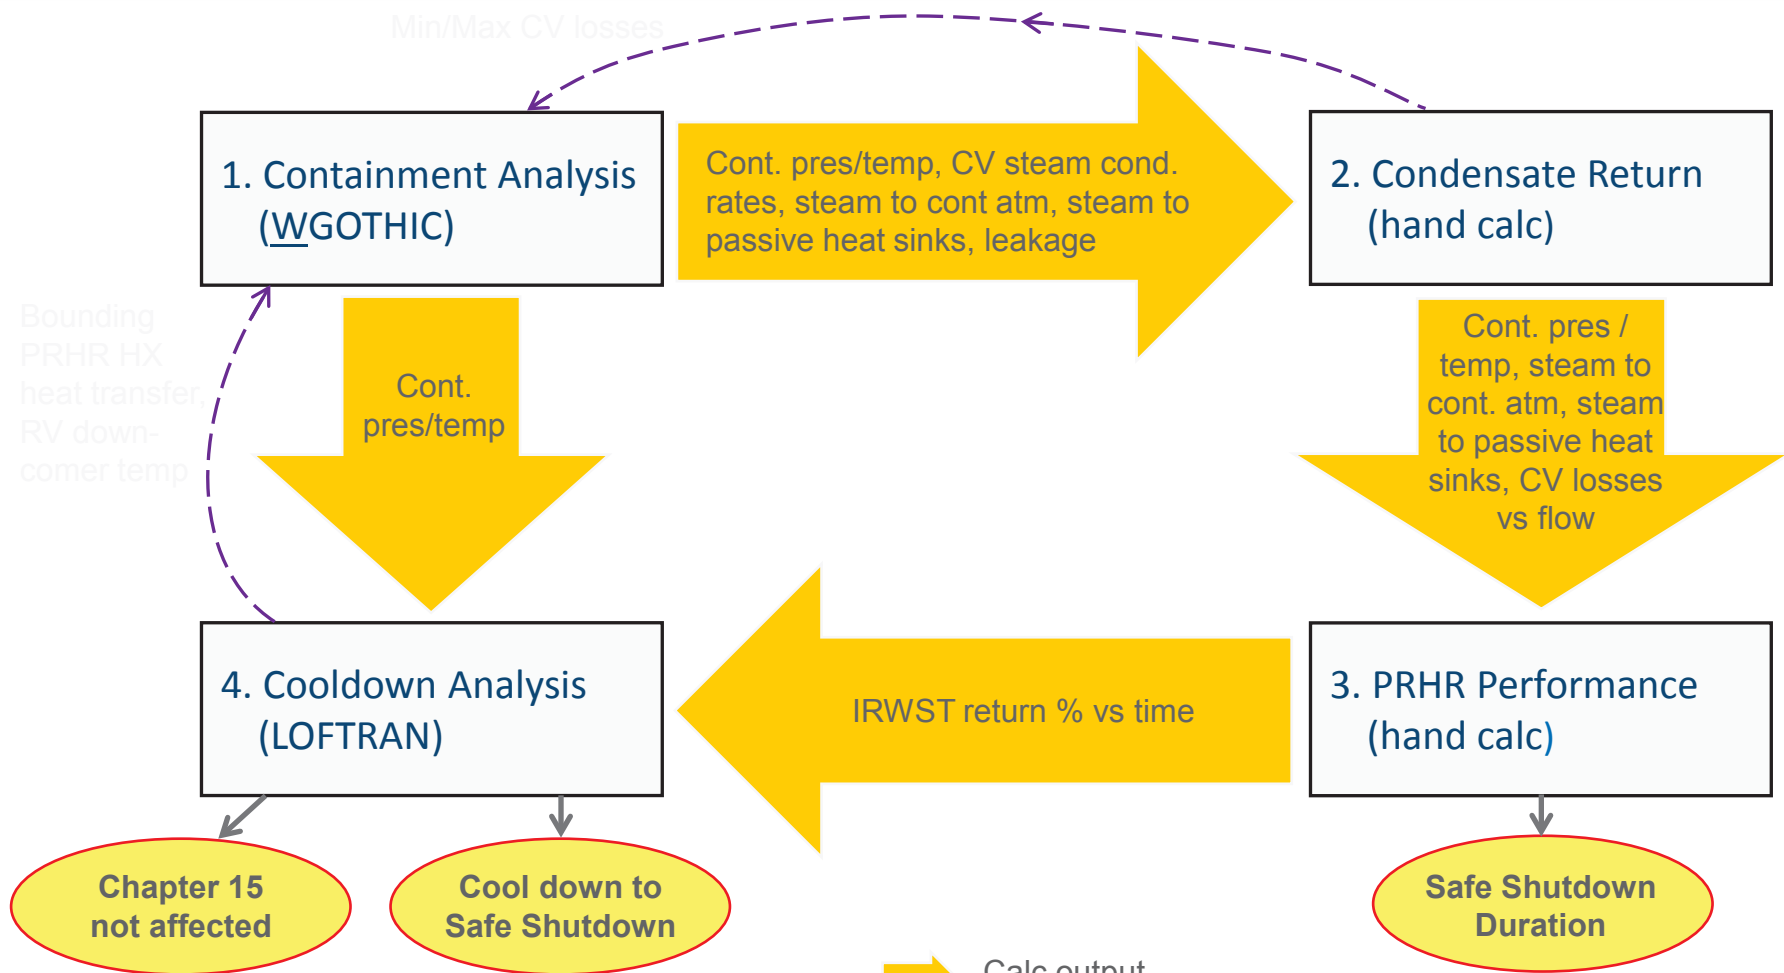 Min/Max CV losses
1. Containment Analysis
(WGOTHIC)
Cont. pres/temp, CV steam cond.
rates, steam to cont atm, steam to
passive heat sinks, leakage
2. Condensate Return
(hand calc)
Bounding
PRHR HX
heat transfer,
RV down-
comer temp
Cont.
pres/temp
Cont. pres /
temp, steam to
cont. atm, steam
to passive heat
sinks, CV losses
vs flow
4. Cooldown Analysis
(LOFTRAN)
IRWST return % vs time
3. PRHR Performance
(hand calc)
Chapter 15
not affected
Cool down to
Safe Shutdown
Safe Shutdown
Duration
Calc output